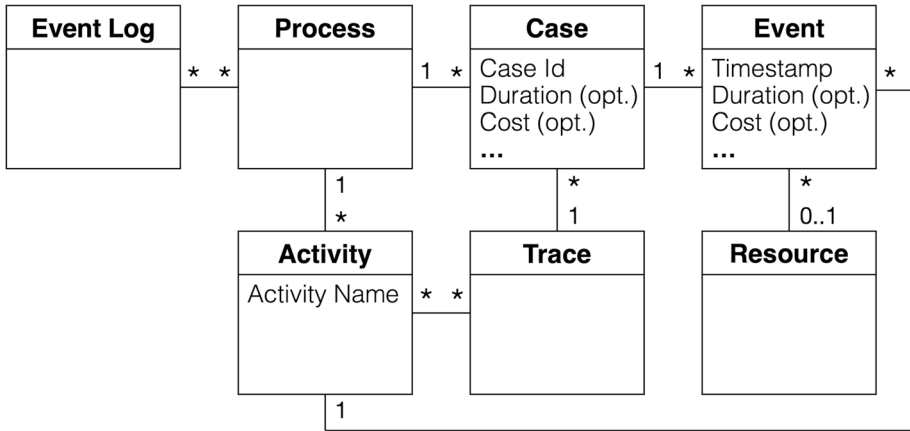 Event Log
* *
Process
1 *
Case
Case Id
Duration (opt.)
Cost (opt.)
...
1 *
Event
Timestamp
Duration (opt.)
Cost (opt.)
...
*
1
*
*
1
*
0..1
Activity
Activity Name
* *
Trace
Resource
1